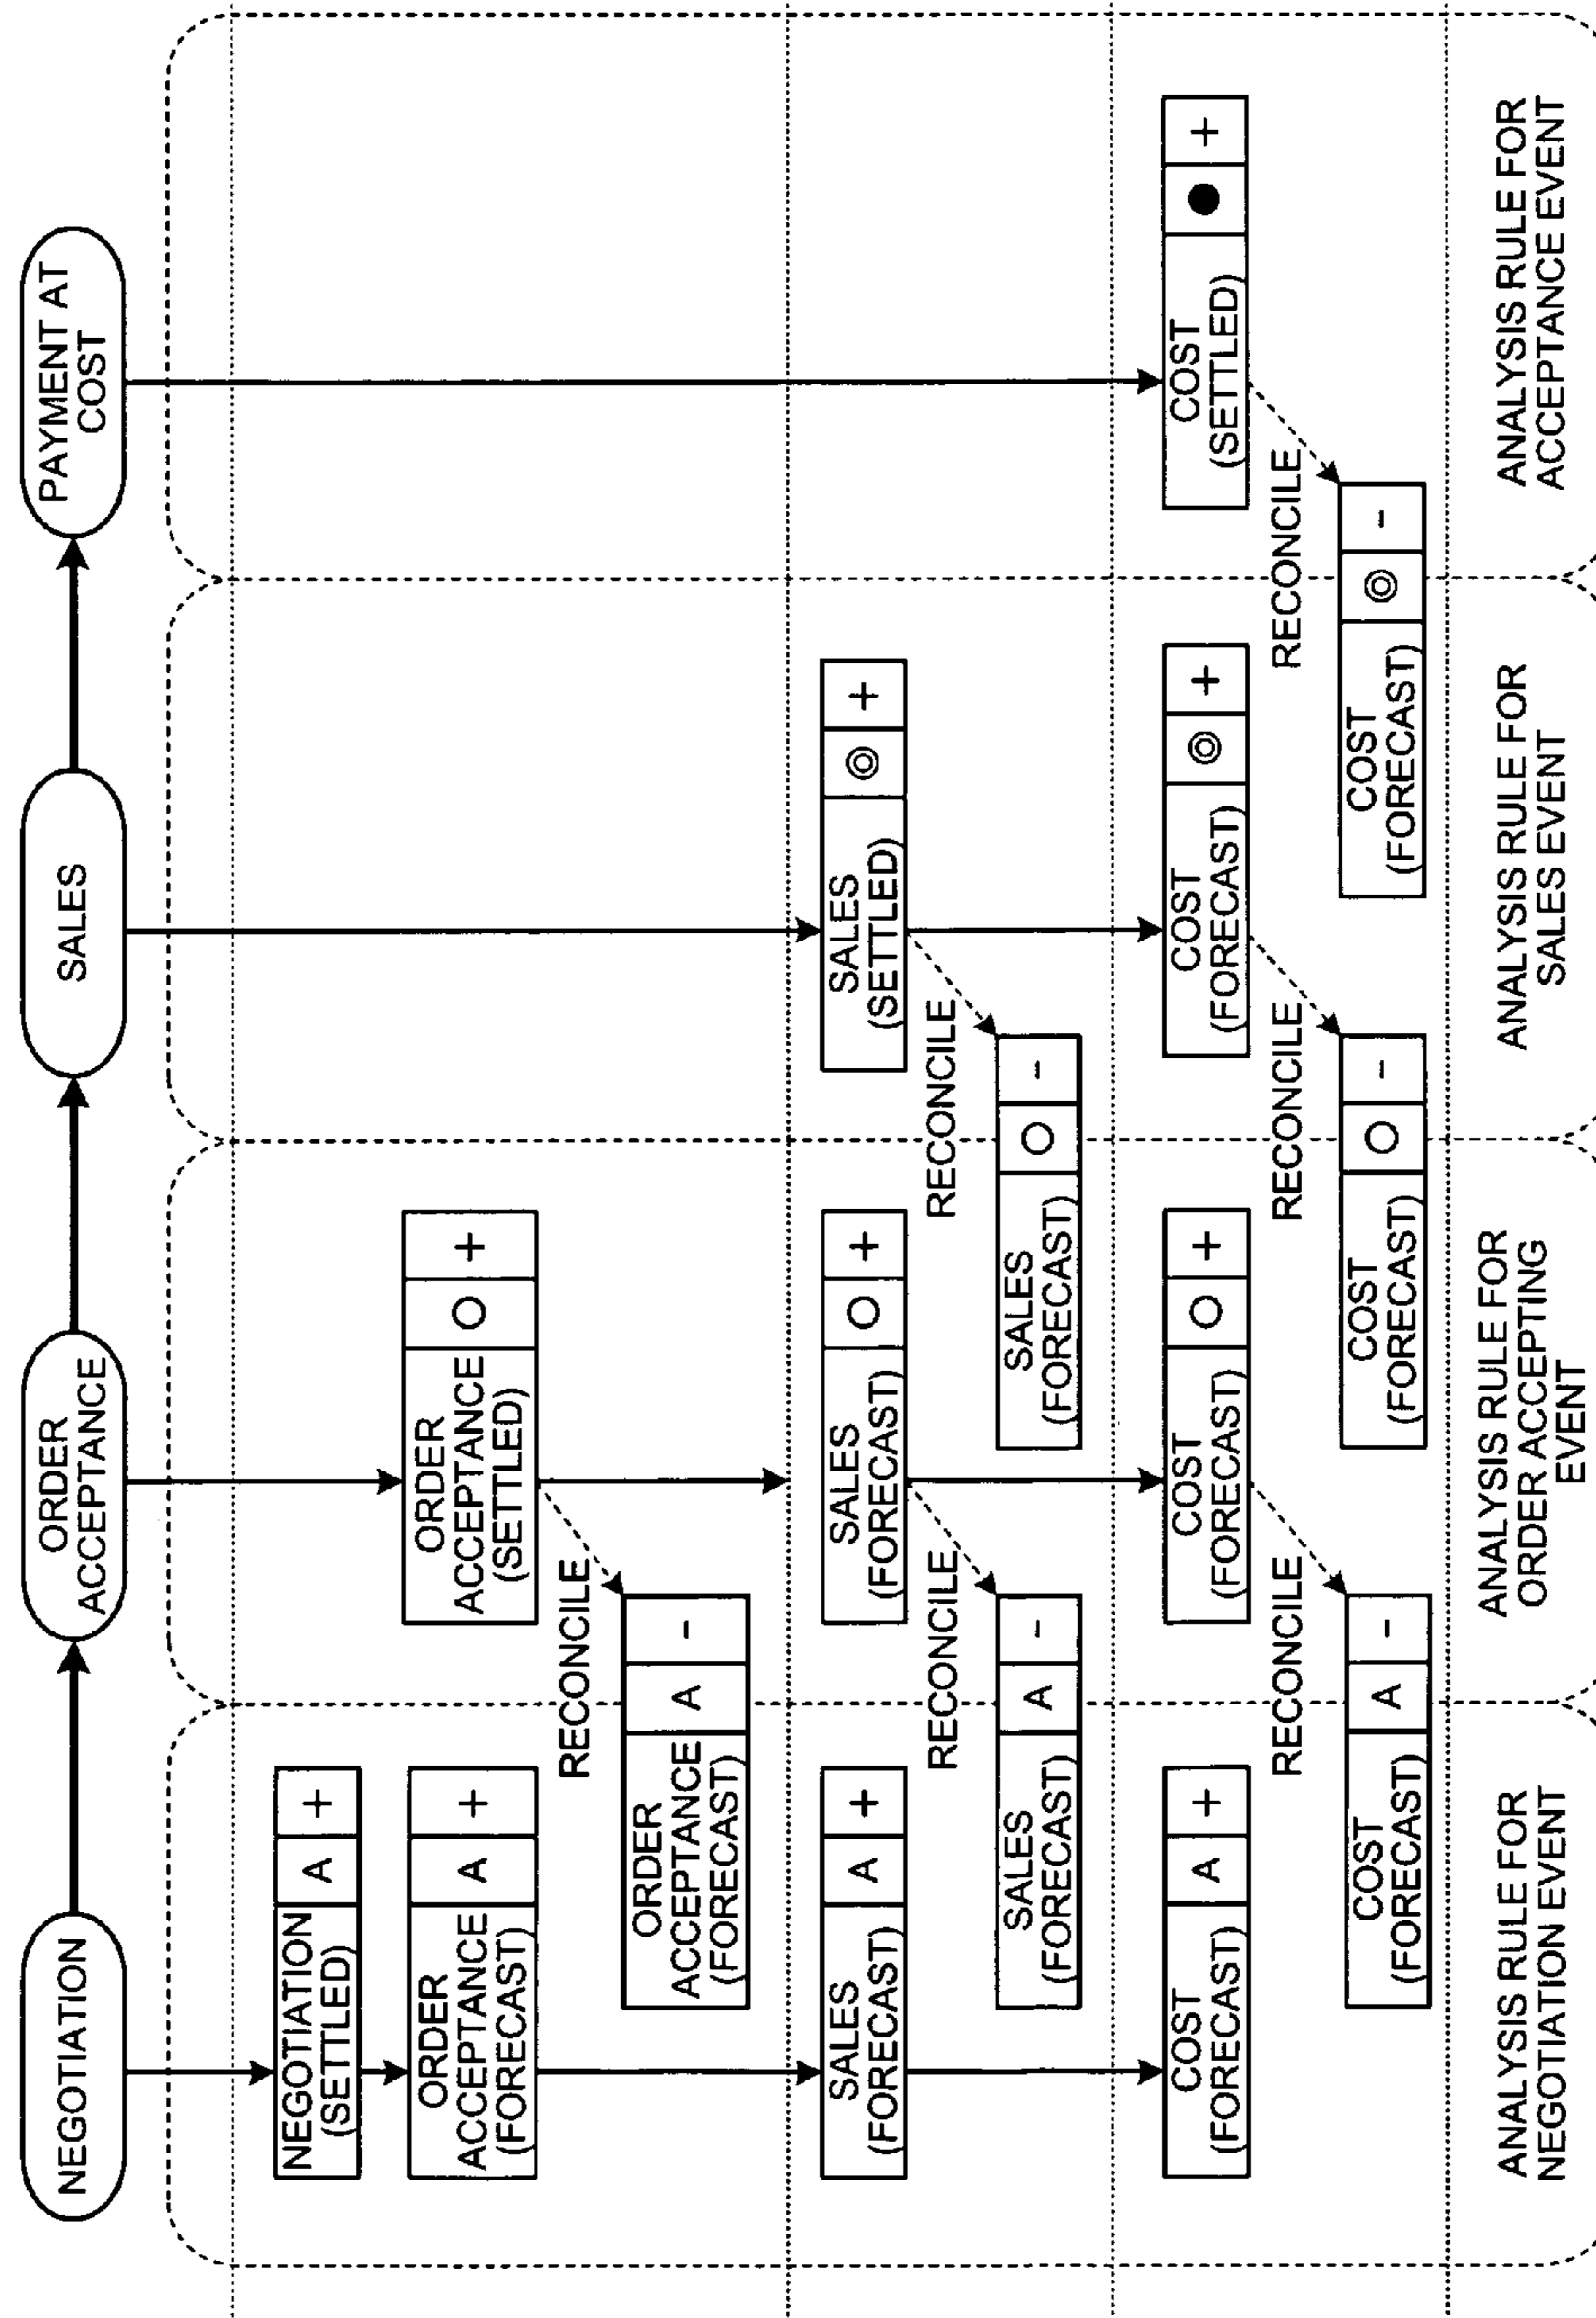 NEGOTIATION
ORDER
ACCEPTANCE
SALES
PAYMENT AT
COST
NEGOTIATION
(SETTLED)
A
+
ORDER
ACCEPTANCE
(FORECAST)
A
+
ORDER
ACCEPTANCE
(SETTLED)
○
+
RECONCILE
ORDER
ACCEPTANCE
(FORECAST)
A
-
SALES
(FORECAST)
A
+
SALES
(FORECAST)
○
+
SALES
(SETTLED)
◎
+
RECONCILE
RECONCILE
SALES
(FORECAST)
A
-
SALES
(FORECAST)
○
-
COST
(FORECAST)
A
+
COST
(FORECAST)
○
+
COST
(FORECAST)
◎
+
COST
(SETTLED)
●
+
RECONCILE
RECONCILE
RECONCILE
COST
(FORECAST)
A
-
COST
(FORECAST)
○
-
COST
(FORECAST)
◎
-
ANALYSIS RULE FOR
NEGOTIATION EVENT
ANALYSIS RULE FOR
ORDER ACCEPTING
EVENT
ANALYSIS RULE FOR
SALES EVENT
ANALYSIS RULE FOR
ACCEPTANCE EVENT